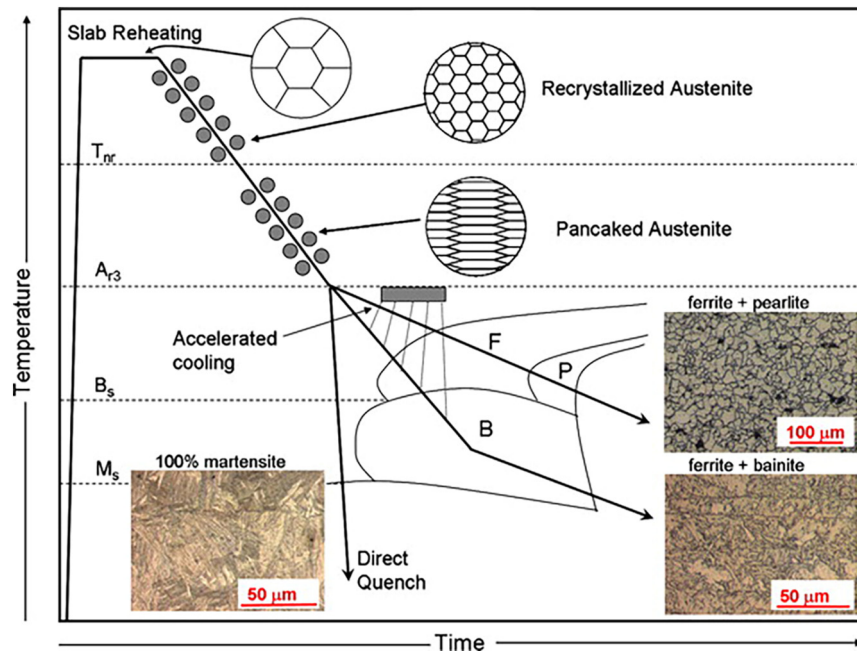 Slab Reheating
Recrystallized Austenite
Tnr
Pancaked Austenite
Ar3
Accelerated
cooling
F
P
ferrite + pearlite
100 μm
Bs
B
100% martensite
Ms
ferrite + bainite
50 μm
Direct
Quench
50 μm
Temperature
Time